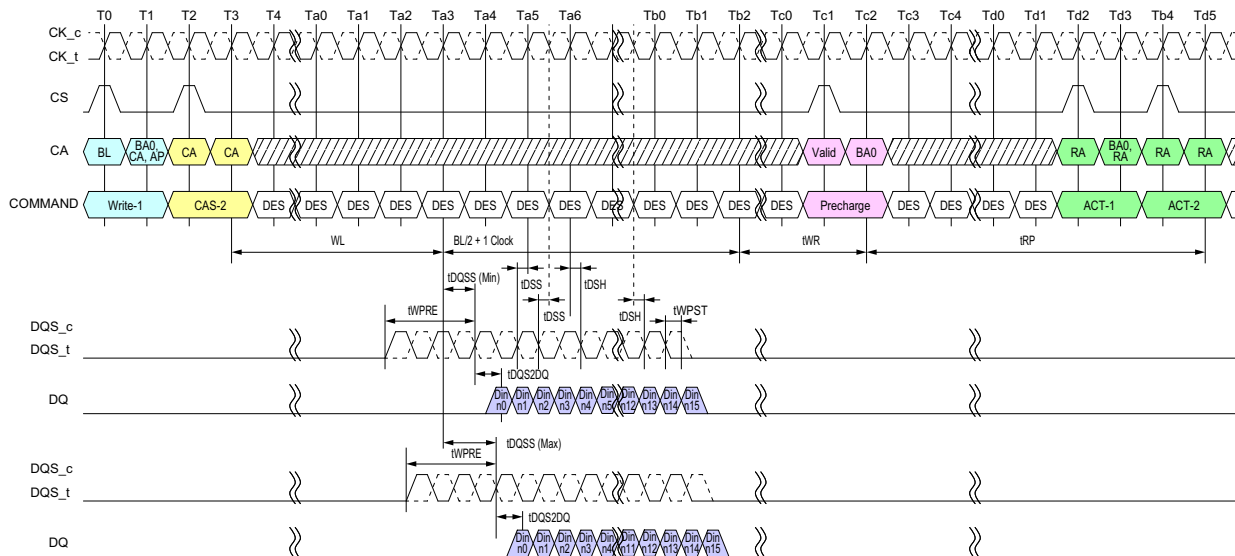 T0 T1 T2 T3 T4 Ta0 Ta1 Ta2 Ta3 Ta4 Ta5 Ta6 Tb0 Tb1 Tb2 Tc0 Tc1 Tc2 Tc3 Tc4 Td0 Td1 Td2 Td3 Tb4 Td5
CK_c
CK_t
CS
CA BL BA0, CA, AP CA CA Valid BA0 RA BA0, RA RA RA
COMMAND Write-1 CAS-2 DES DES DES DES DES DES DES DES DES DES DES DES DES Precharge DES DES DES DES ACT-1 ACT-2
WL BL/2 + 1 Clock tWR tRP
tDQSS (Min) tDSS tDSH
tWPRE tDSS tDSH tWPST
DQS_c
DQS_t
tDQS2DQ
DQ Din n0 Din n1 Din n2 Din n3 Din n4 Din n5 Din n12 Din n13 Din n14 Din n15
tDQSS (Max)
tWPRE
DQS_c
DQS_t
tDQS2DQ
DQ Din n0 Din n1 Din n2 Din n3 Din n4 Din n11 Din n12 Din n13 Din n14 Din n15